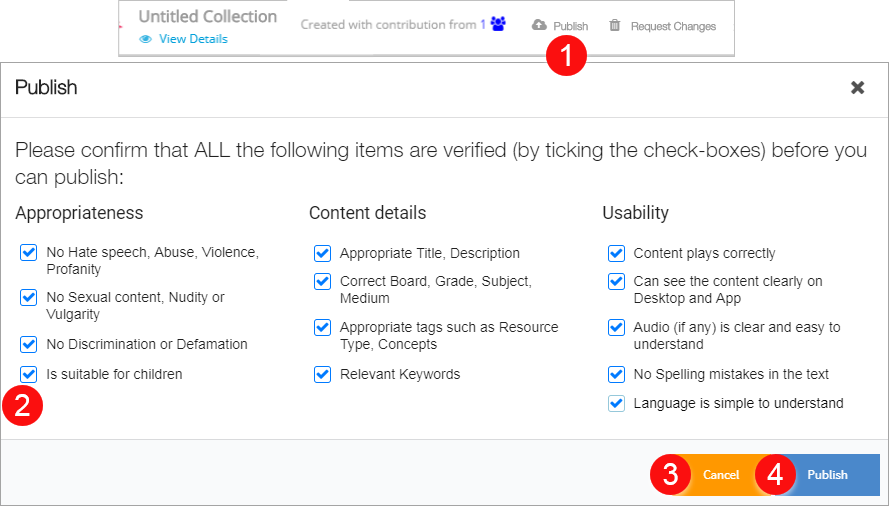 Untitled Collection
Created with contribution from 1
Publish
Request Changes
View Details
1
Publish
Please confirm that ALL the following items are verified (by ticking the check-boxes) before you
can publish:
Appropriateness
No Hate speech, Abuse, Violence,
Profanity
No Sexual content, Nudity or
Vulgarity
No Discrimination or Defamation
Is suitable for children
2
Content details
Appropriate Title, Description
Correct Board, Grade, Subject,
Medium
Appropriate tags such as Resource
Type, Concepts
Relevant Keywords
Usability
Content plays correctly
Can see the content clearly on
Desktop and App
Audio (if any) is clear and easy to
understand
No Spelling mistakes in the text
Language is simple to understand
3
Cancel
4
Publish